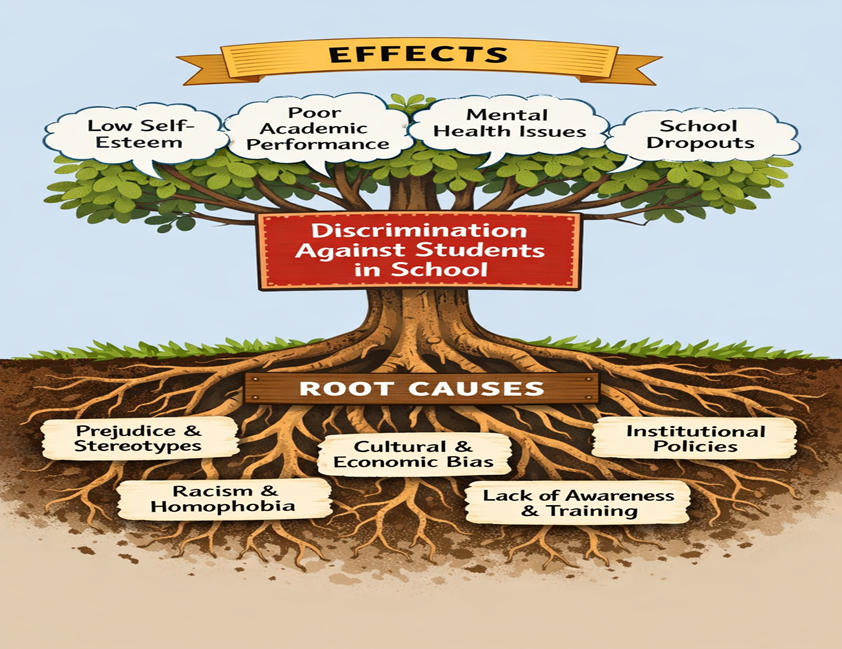 EFFECTS
Low Self-
Esteem
Poor
Academic
Performance
Mental
Health Issues
School
Dropouts
Discrimination
Against Students
in School
ROOT CAUSES
Prejudice &
Stereotypes
Cultural &
Economic Bias
Institutional
Policies
Racism &
Homophobia
Lack of Awareness
& Training